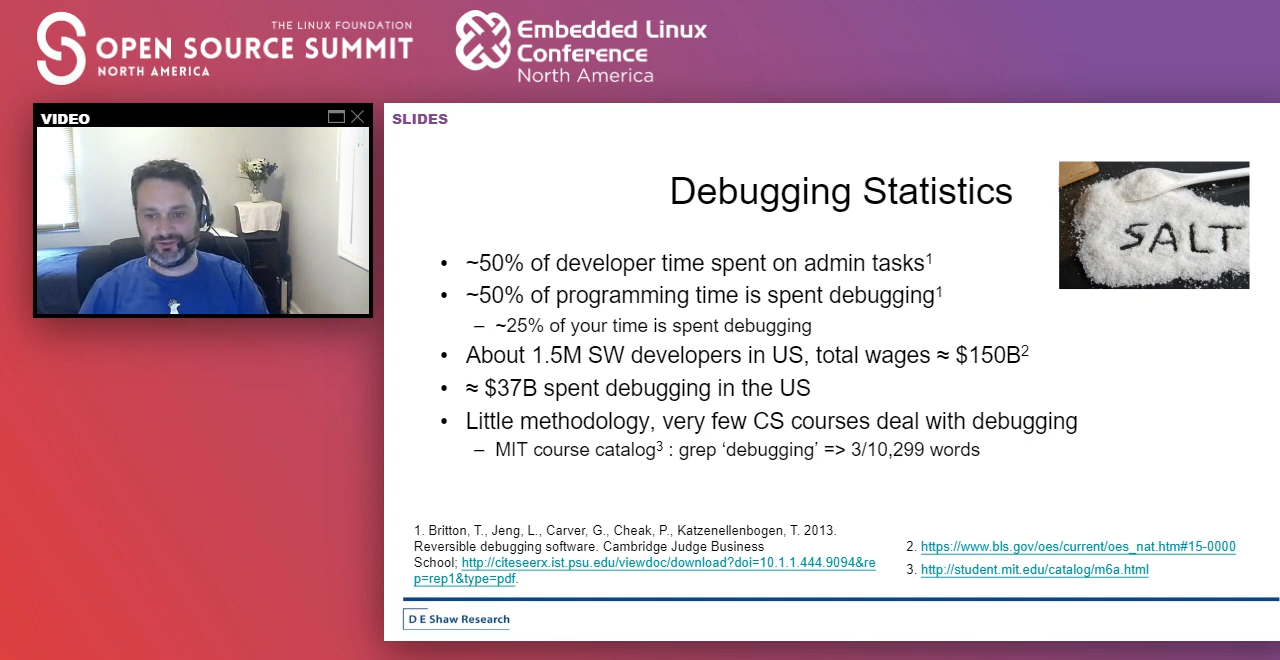 THE LINUX FOUNDATION
OPEN SOURCE SUMMIT
NORTH AMERICA
Embedded Linux
Conference
North America
VIDEO
SLIDES
Debugging Statistics
SALT
• ~50% of developer time spent on admin tasks1
• ~50% of programming time is spent debugging1
– ~25% of your time is spent debugging
• About 1.5M SW developers in US, total wages ≈ $150B2
• ≈ $37B spent debugging in the US
• Little methodology, very few CS courses deal with debugging
– MIT course catalog3 : grep ‘debugging’ => 3/10,299 words
1. Britton, T., Jeng, L., Carver, G., Cheak, P., Katzenellenbogen, T. 2013.
Reversible debugging software. Cambridge Judge Business
School; http://citeseerx.ist.psu.edu/viewdoc/download?doi=10.1.1.444.9094&re
p=rep1&type=pdf.
2. https://www.bls.gov/oes/current/oes_nat.htm#15-0000
3. http://student.mit.edu/catalog/m6a.html
D E Shaw Research